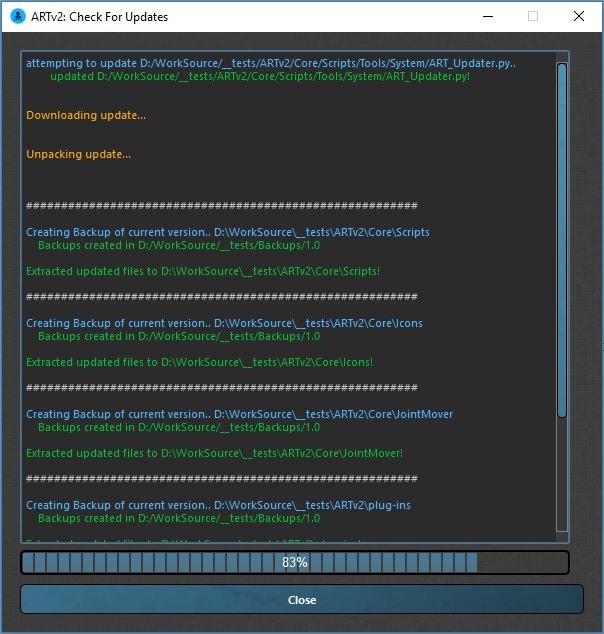 ARTv2: Check For Updates
attempting to update D:/WorkSource/__tests/ARTv2/Core/Scripts/Tools/System/ART_Updater.py..
updated D:/WorkSource/__tests/ARTv2/Core/Scripts/Tools/System/ART_Updater.py!
Downloading update...
Unpacking update...
########################################################
Creating Backup of current version.. D:\WorkSource\__tests\ARTv2\Core\Scripts
Backups created in D:/WorkSource/__tests/Backups/1.0
Extracted updated files to D:\WorkSource\__tests\ARTv2\Core\Scripts!
########################################################
Creating Backup of current version.. D:\WorkSource\__tests\ARTv2\Core\Icons
Backups created in D:/WorkSource/__tests/Backups/1.0
Extracted updated files to D:\WorkSource\__tests\ARTv2\Core\Icons!
########################################################
Creating Backup of current version.. D:\WorkSource\__tests\ARTv2\Core\JointMover
Backups created in D:/WorkSource/__tests/Backups/1.0
Extracted updated files to D:\WorkSource\__tests\ARTv2\Core\JointMover!
########################################################
Creating Backup of current version.. D:\WorkSource\__tests\ARTv2\plug-ins
Backups created in D:/WorkSource/__tests/Backups/1.0
83%
Close